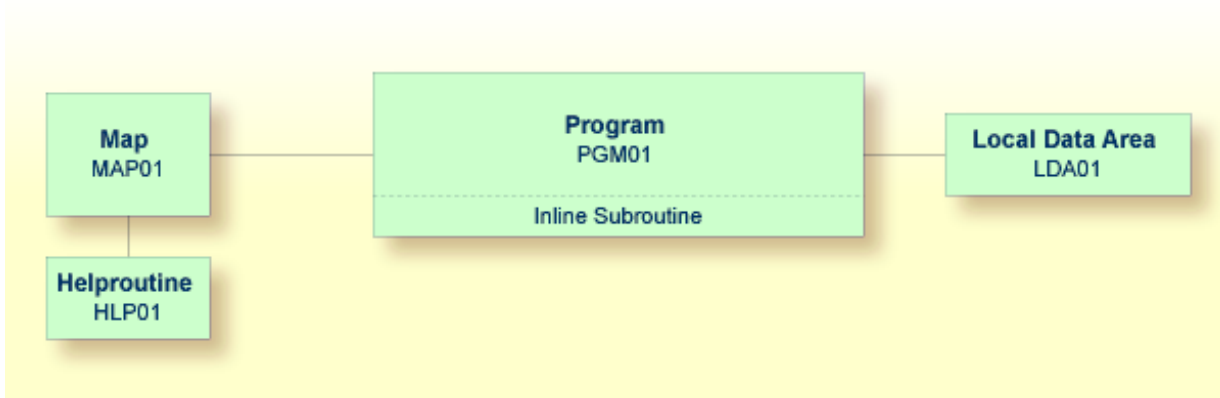 Map
MAP01
Helproutine
HLP01
Program
PGM01
Inline Subroutine
Local Data Area
LDA01